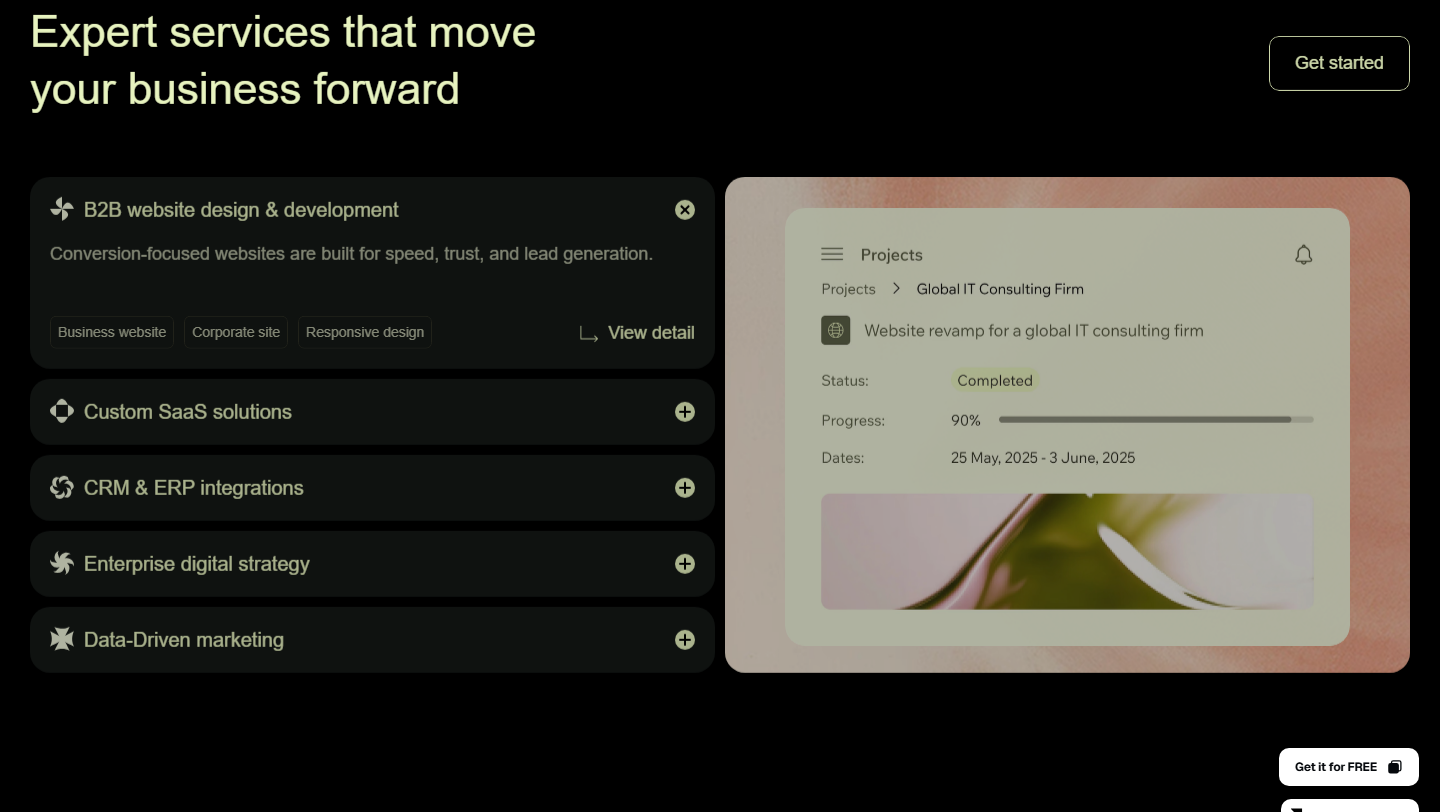 Expert services that move
your business forward
Get started
B2B website design & development
Conversion-focused websites are built for speed, trust, and lead generation.
Business website
Corporate site
Responsive design
View detail
Custom SaaS solutions
CRM & ERP integrations
Enterprise digital strategy
Data-Driven marketing
Projects
Projects > Global IT Consulting Firm
Website revamp for a global IT consulting firm
Status: Completed
Progress: 90%
Dates: 25 May, 2025 - 3 June, 2025
Get it for FREE